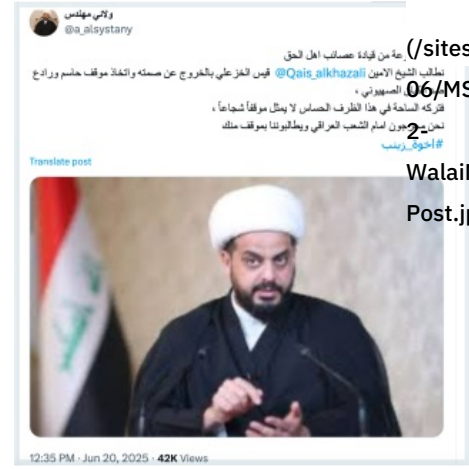 ولائي مهندس
@a_alsystany
عة من قيادة عصائب اهل الحق
نطالب الشيخ الامين @Qais_alkhazali قيس الخزعلي بالخروج عن صمته واتخاذ موقف حاسم ورادع
الصهيوني ،
فتركه الساحة في هذا الظرف الحساس لا يمثل موقفاً شجاعاً ،
نحن محرجون امام الشعب العراقي ويطالبوننا بموقف منك
#اخوة_زينب
Translate post
12:35 PM · Jun 20, 2025 · 42K Views
(/sites
06/MS
2-
Walai
Post.j